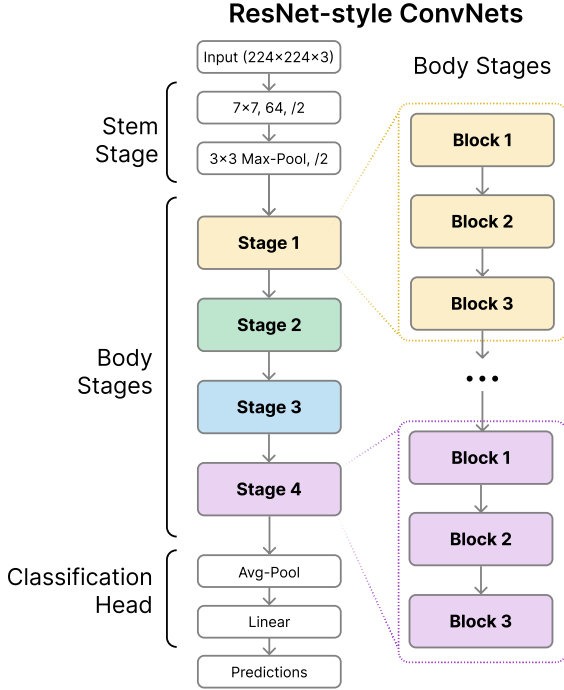 ResNet-style ConvNets
Input (224×224×3)
Stem
Stage
7×7, 64, /2
3×3 Max-Pool, /2
Body
Stages
Stage 1
Stage 2
Stage 3
Stage 4
Classification
Head
Avg-Pool
Linear
Predictions
Body Stages
Block 1
Block 2
Block 3
•••
Block 1
Block 2
Block 3